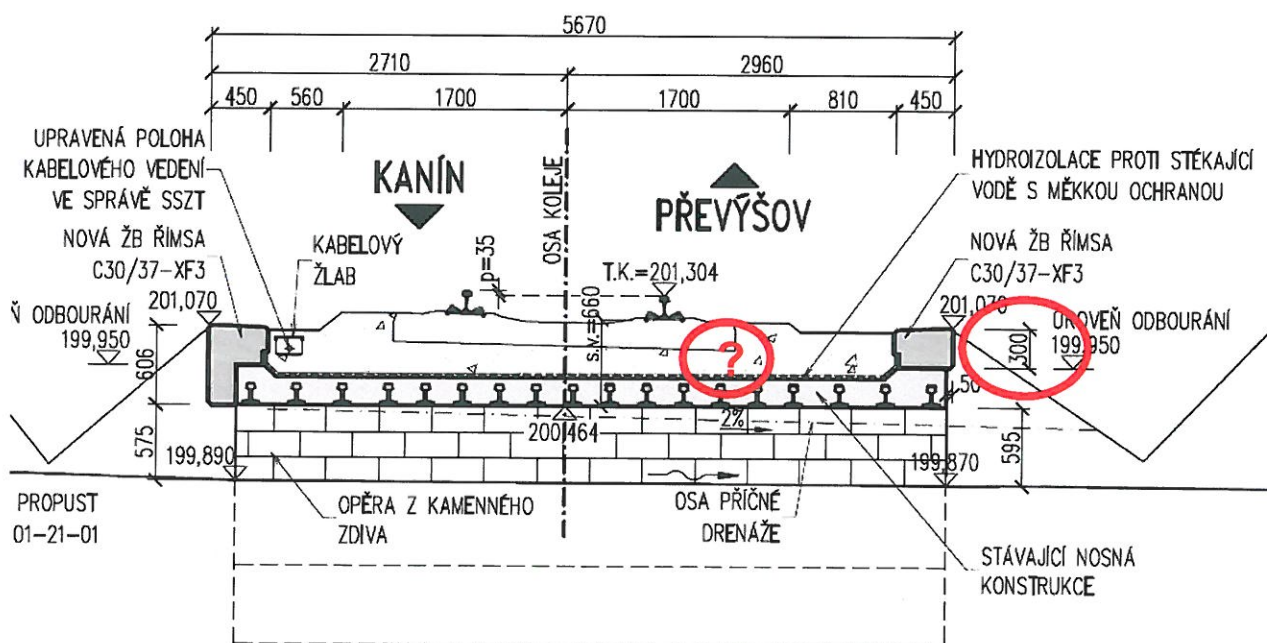 5670
2710
2960
450
560
1700
1700
810
450
UPRAVENÁ POLOHA
KABELOVÉHO VEDENÍ
VE SPRÁVĚ SSZT
KANÍN
OSA KOLEJE
PŘEVÝŠOV
HYDROIZOLACE PROTI STÉKAJÍCÍ
VODĚ S MĚKKOU OCHRANOU
NOVÁ ŽB ŘÍMSA
C30/37-XF3
KABELOVÝ
ŽLAB
p=35
T.K.=201,304
NOVÁ ŽB ŘÍMSA
C30/37-XF3
201,070
201,070
Ň ODBOURÁNÍ
199,950
ÚROVEŇ ODBOURÁNÍ
199,950
s.v.=660
?
300
606
50
575
200,464
2%
595
199,890
199,870
PROPUST
01-21-01
OPĚRA Z KAMENNÉHO
ZDIVA
OSA PŘÍČNÉ
DRENÁŽE
STÁVAJÍCÍ NOSNÁ
KONSTRUKCE